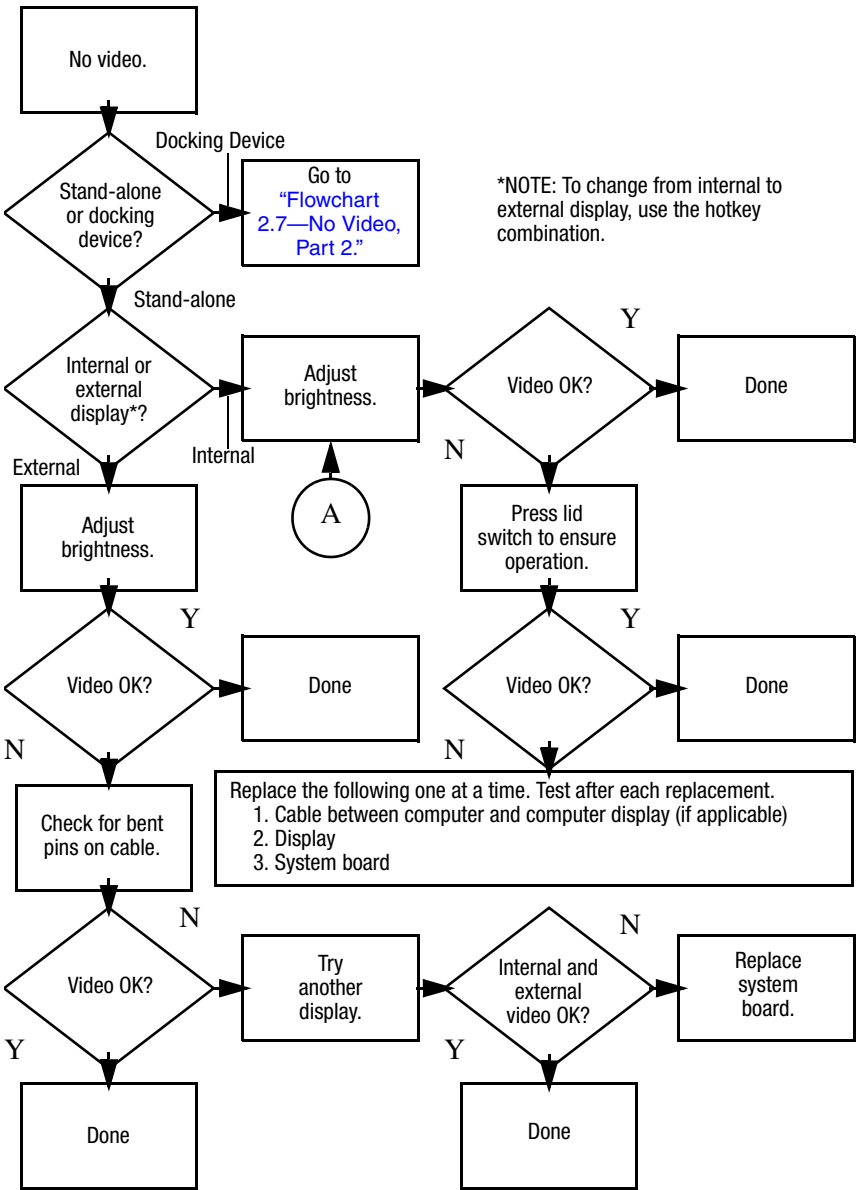 No video.
Docking Device
Stand-alone
or docking
device?
Go to
“Flowchart
2.7—No Video,
Part 2.”
*NOTE: To change from internal to
external display, use the hotkey
combination.
Stand-alone
Internal or
external
display*?
Internal
External
Adjust
brightness.
A
Video OK?
Y
Done
N
Press lid
switch to ensure
operation.
Adjust
brightness.
Video OK?
Y
Done
N
Video OK?
Y
Done
N
Replace the following one at a time. Test after each replacement.
1. Cable between computer and computer display (if applicable)
2. Display
3. System board
Check for bent
pins on cable.
Video OK?
N
Try
another
display.
Internal and
external
video OK?
N
Replace
system
board.
Y
Done
Y
Done